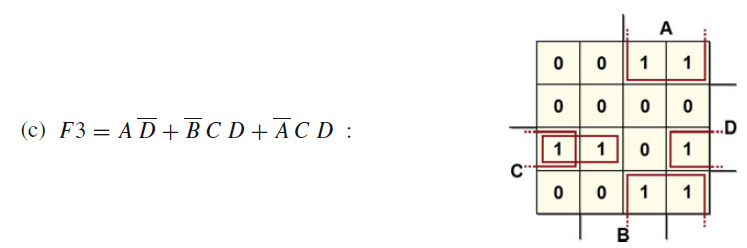 A
0 0 1 1
0 0 0 0
(c) F3 = A D̅ + B̅ C D + A̅ C D :
D
1 1 0 1
C
0 0 1 1
B